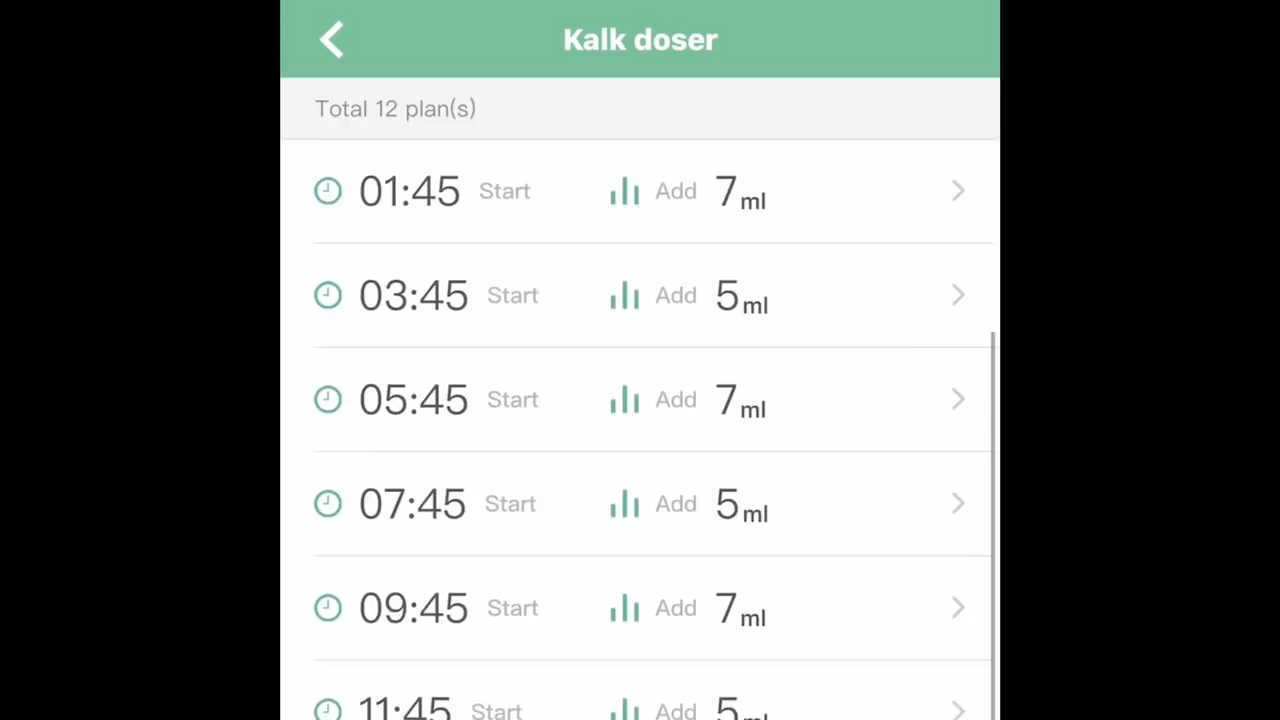 Kalk doser
Total 12 plan(s)
01:45 Start Add 7 ml
03:45 Start Add 5 ml
05:45 Start Add 7 ml
07:45 Start Add 5 ml
09:45 Start Add 7 ml
11:45 Start Add 5 ml